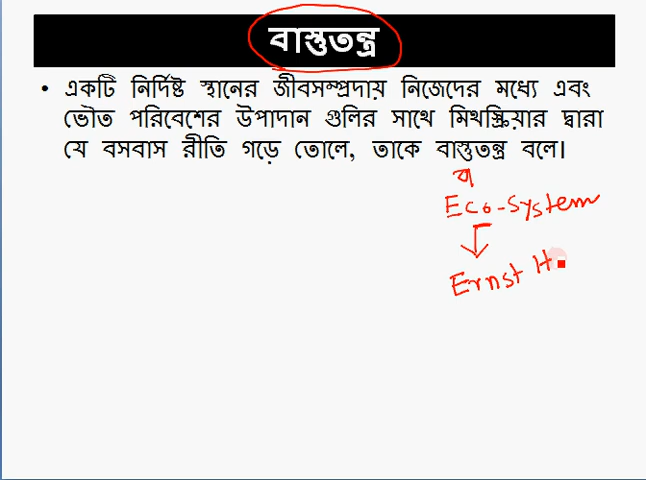 বাস্তুতন্ত্র
• একটি নির্দিষ্ট স্থানের জীবসম্প্রদায় নিজেদের মধ্যে এবং
ভৌত পরিবেশের উপাদান গুলির সাথে মিথস্ক্রিয়ার দ্বারা
যে বসবাস রীতি গড়ে তোলে, তাকে বাস্তুতন্ত্র বলে।
বা
Eco-System
Ernst H